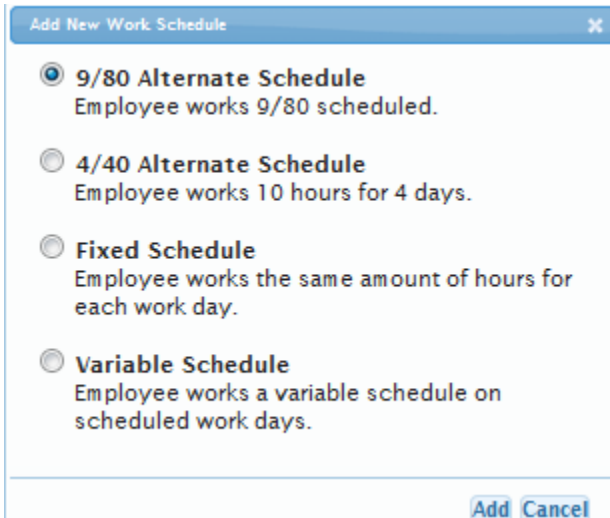 Add New Work Schedule
9/80 Alternate Schedule
Employee works 9/80 scheduled.
4/40 Alternate Schedule
Employee works 10 hours for 4 days.
Fixed Schedule
Employee works the same amount of hours for
each work day.
Variable Schedule
Employee works a variable schedule on
scheduled work days.
Add Cancel